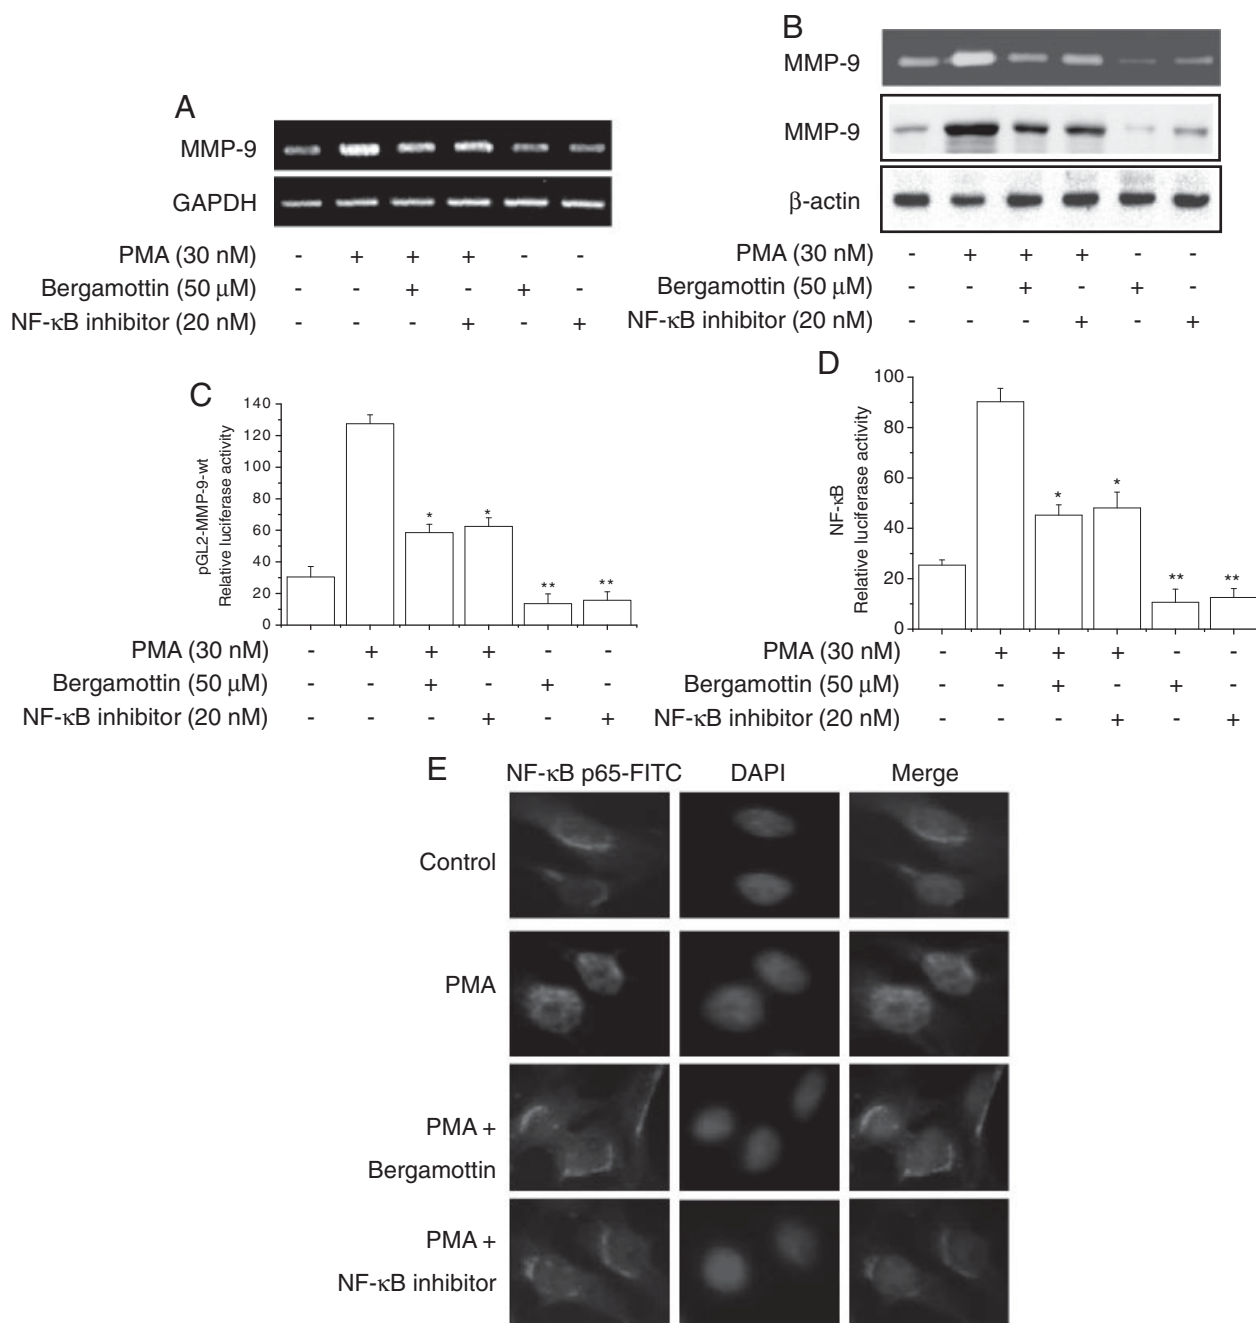 A
MMP-9
GAPDH
PMA (30 nM) - + + + - -
Bergamottin (50 μM) - - + - + -
NF-κB inhibitor (20 nM) - - - + - +
B
MMP-9
MMP-9
β-actin
PMA (30 nM) - + + + - -
Bergamottin (50 μM) - - + - + -
NF-κB inhibitor (20 nM) - - - + - +
C
pGL2-MMP-9-wt
Relative luciferase activity
140
120
100
80
60
40
20
0
* * ** **
PMA (30 nM) - + + + - -
Bergamottin (50 μM) - - + - + -
NF-κB inhibitor (20 nM) - - - + - +
D
NF-κB
Relative luciferase activity
100
80
60
40
20
0
* * ** **
PMA (30 nM) - + + + - -
Bergamottin (50 μM) - - + - + -
NF-κB inhibitor (20 nM) - - - + - +
E
NF-κB p65-FITC DAPI Merge
Control
PMA
PMA +
Bergamottin
PMA +
NF-κB inhibitor